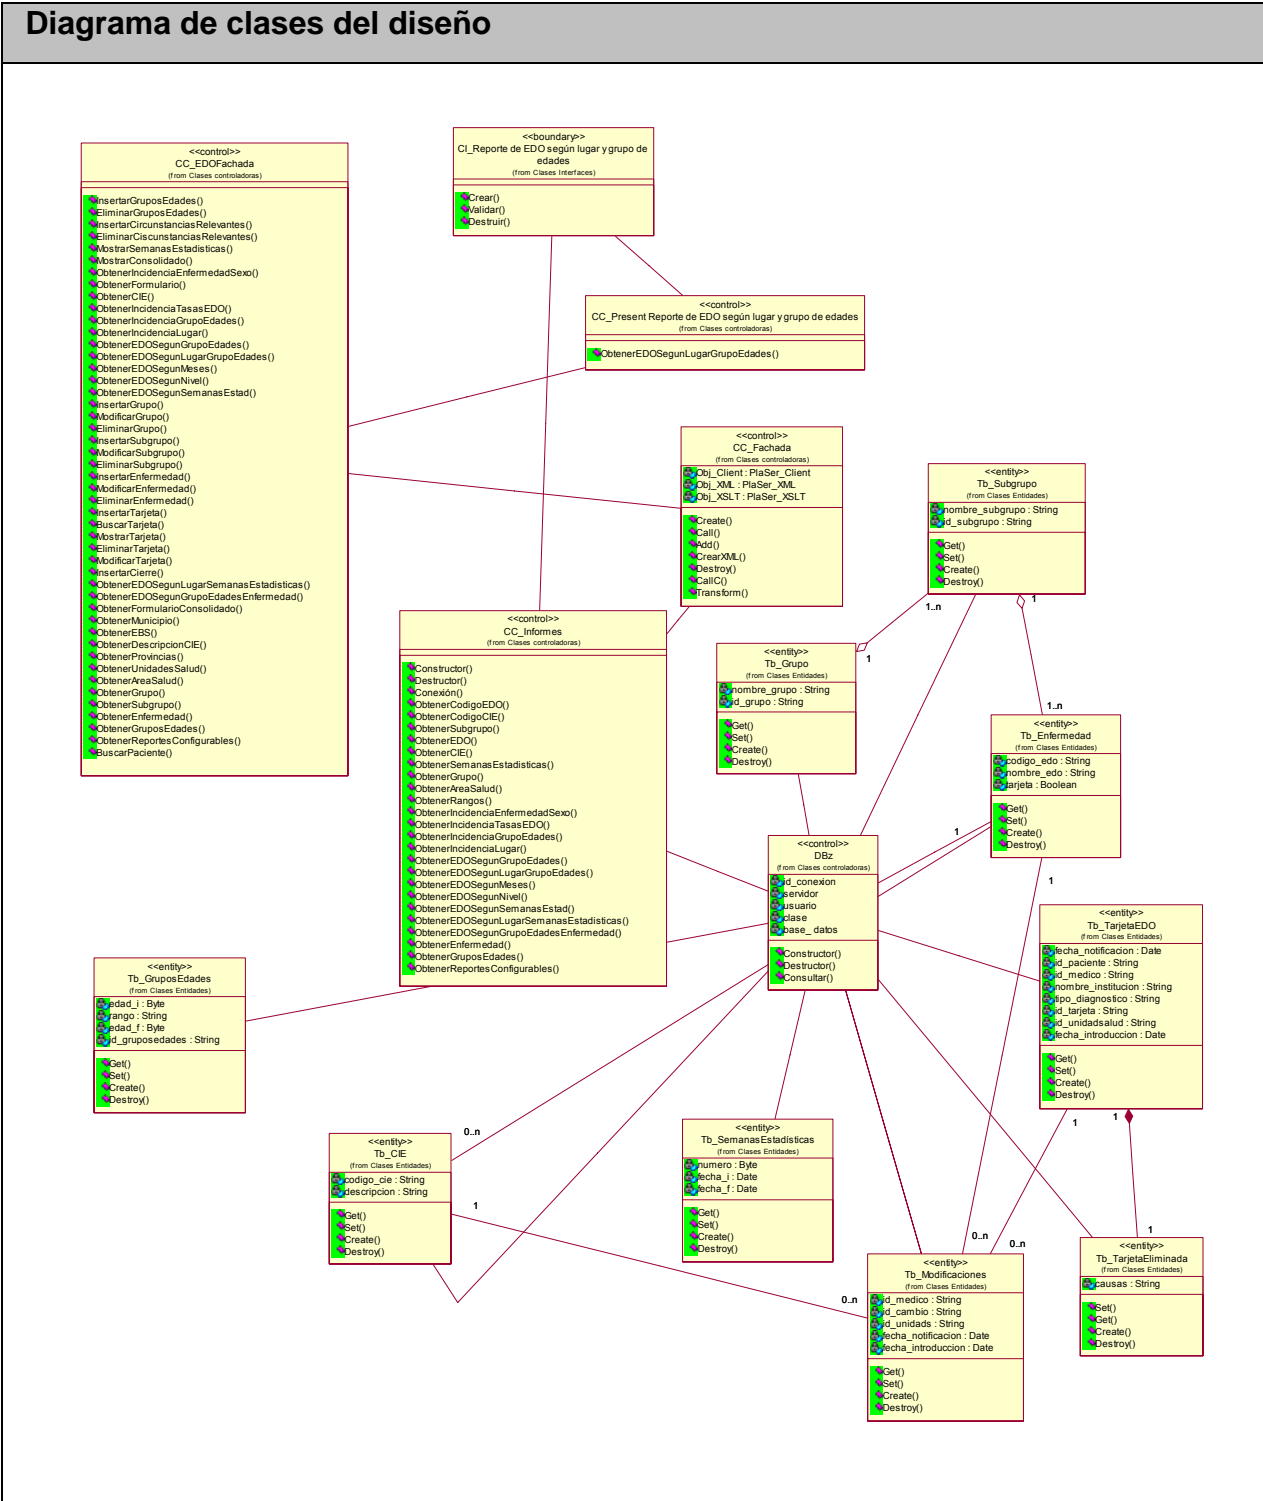 Diagrama de clases del diseño
<<control>>
CC_EDOFachada
(from Clases controladoras)
InsertarGruposEdades()
EliminarGruposEdades()
InsertarCircunstanciasRelevantes()
EliminarCiscunstanciasRelevantes()
MostrarSemanasEstadisticas()
MostrarConsolidado()
ObtenerIncidenciaEnfermedadSexo()
ObtenerFormulario()
ObtenerCIE()
ObtenerIncidenciaTasasEDO()
ObtenerIncidenciaGrupoEdades()
ObtenerIncidenciaLugar()
ObtenerEDOSegunGrupoEdades()
ObtenerEDOSegunLugarGrupoEdades()
ObtenerEDOSegunMeses()
ObtenerEDOSegunNivel()
ObtenerEDOSegunSemanasEstad()
InsertarGrupo()
ModificarGrupo()
EliminarGrupo()
InsertarSubgrupo()
ModificarSubgrupo()
EliminarSubgrupo()
InsertarEnfermedad()
ModificarEnfermedad()
EliminarEnfermedad()
InsertarTarjeta()
BuscarTarjeta()
MostrarTarjeta()
EliminarTarjeta()
ModificarTarjeta()
InsertarCierre()
ObtenerEDOSegunLugarSemanasEstadisticas()
ObtenerEDOSegunGrupoEdadesEnfermedad()
ObtenerFormularioConsolidado()
ObtenerMunicipio()
ObtenerEBS()
ObtenerDescripcionCIE()
ObtenerProvincias()
ObtenerUnidadesSalud()
ObtenerAreaSalud()
ObtenerGrupo()
ObtenerSubgrupo()
ObtenerEnfermedad()
ObtenerGruposEdades()
ObtenerReportesConfigurables()
BuscarPaciente()
<<boundary>>
CI_Reporte de EDO según lugar y grupo de
edades
(from Clases Interfaces)
Crear()
Validar()
Destruir()
<<control>>
CC_Present Reporte de EDO según lugar y grupo de edades
(from Clases controladoras)
ObtenerEDOSegunLugarGrupoEdades()
<<control>>
CC_Fachada
(from Clases controladoras)
Obj_Client : PlaSer_Client
Obj_XML : PlaSer_XML
Obj_XSLT : PlaSer_XSLT
Create()
Call()
Add()
CrearXML()
Destroy()
CallC()
Transform()
<<entity>>
Tb_Subgrupo
(from Clases Entidades)
nombre_subgrupo : String
id_subgrupo : String
Get()
Set()
Create()
Destroy()
1..n
1
1
1..n
<<control>>
CC_Informes
(from Clases controladoras)
Constructor()
Destructor()
Conexión()
ObtenerCodigoEDO()
ObtenerCodigoCIE()
ObtenerSubgrupo()
ObtenerEDO()
ObtenerCIE()
ObtenerSemanasEstadisticas()
ObtenerGrupo()
ObtenerAreaSalud()
ObtenerRangos()
ObtenerIncidenciaEnfermedadSexo()
ObtenerIncidenciaTasasEDO()
ObtenerIncidenciaGrupoEdades()
ObtenerIncidenciaLugar()
ObtenerEDOSegunGrupoEdades()
ObtenerEDOSegunLugarGrupoEdades()
ObtenerEDOSegunMeses()
ObtenerEDOSegunNivel()
ObtenerEDOSegunSemanasEstad()
ObtenerEDOSegunLugarSemanasEstadisticas()
ObtenerEDOSegunGrupoEdadesEnfermedad()
ObtenerEnfermedad()
ObtenerGruposEdades()
ObtenerReportesConfigurables()
<<entity>>
Tb_Grupo
(from Clases Entidades)
nombre_grupo : String
id_grupo : String
Get()
Set()
Create()
Destroy()
<<entity>>
Tb_Enfermedad
(from Clases Entidades)
codigo_edo : String
nombre_edo : String
tarjeta : Boolean
Get()
Set()
Create()
Destroy()
1
1
<<control>>
DBz
(from Clases controladoras)
id_conexion
servidor
usuario
clase
base_ datos
Constructor()
Destructor()
Consultar()
<<entity>>
Tb_TarjetaEDO
(from Clases Entidades)
fecha_notificacion : Date
id_paciente : String
id_medico : String
nombre_institucion : String
tipo_diagnostico : String
id_tarjeta : String
id_unidadsalud : String
fecha_introduccion : Date
Get()
Set()
Create()
Destroy()
1
1
<<entity>>
Tb_GruposEdades
(from Clases Entidades)
edad_i : Byte
rango : String
edad_f : Byte
id_gruposedades : String
Get()
Set()
Create()
Destroy()
0..n
<<entity>>
Tb_CIE
(from Clases Entidades)
codigo_cie : String
descripcion : String
Get()
Set()
Create()
Destroy()
1
<<entity>>
Tb_SemanasEstadísticas
(from Clases Entidades)
numero : Byte
fecha_i : Date
fecha_f : Date
Get()
Set()
Create()
Destroy()
0..n
0..n
0..n
1
<<entity>>
Tb_Modificaciones
(from Clases Entidades)
id_medico : String
id_cambio : String
id_unidads : String
fecha_notificacion : Date
fecha_introduccion : Date
Get()
Set()
Create()
Destroy()
<<entity>>
Tb_TarjetaEliminada
(from Clases Entidades)
causas : String
Set()
Get()
Create()
Destroy()